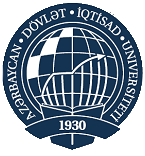 AZƏRBAYCAN • DÖVLƏT • İQTİSAD • UNİVERSİTETİ
1930